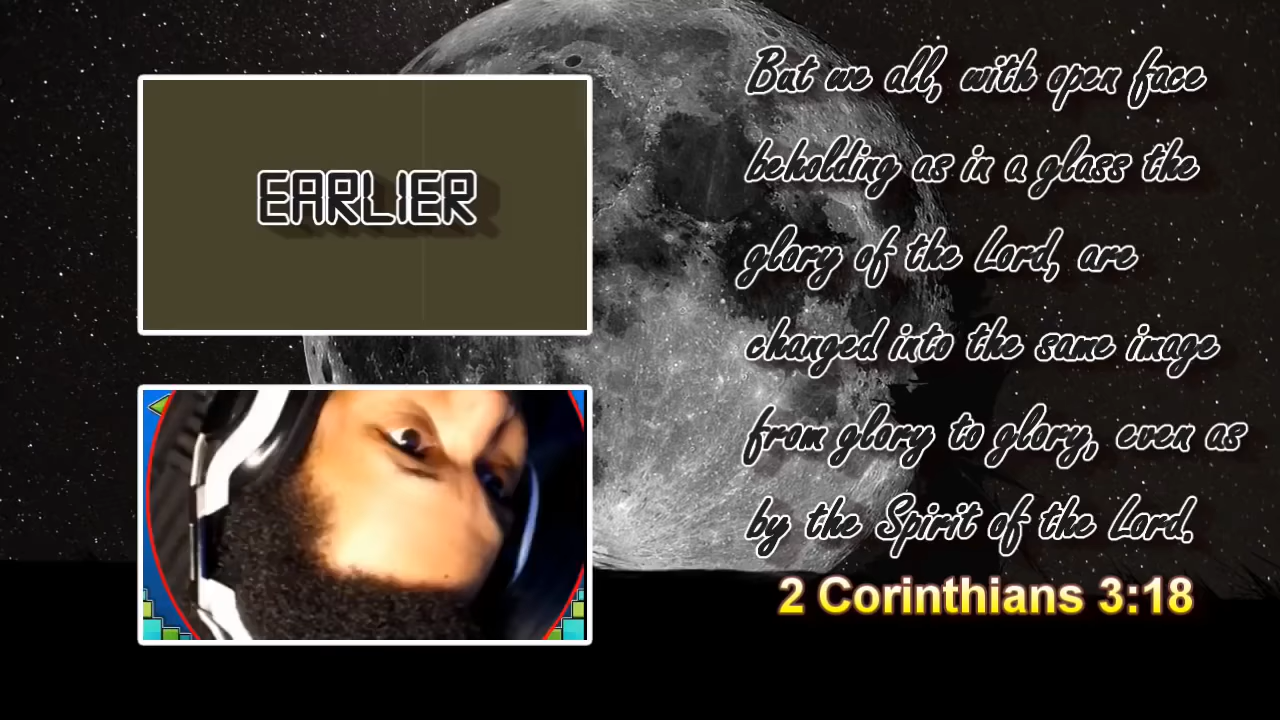 EARLIER
But we all, with open face
beholding as in a glass the
glory of the Lord, are
changed into the same image
from glory to glory, even as
by the Spirit of the Lord.
2 Corinthians 3:18